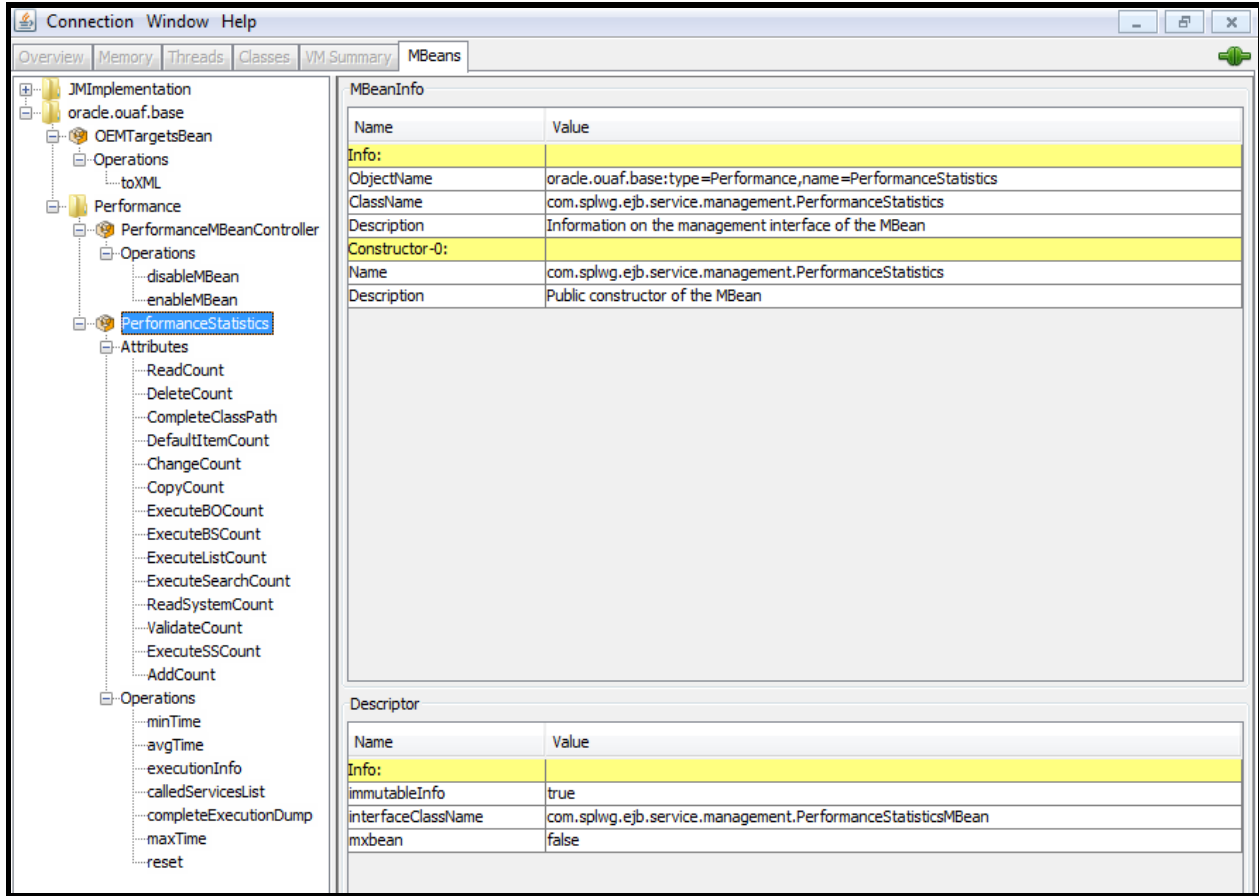 Connection Window Help
Overview Memory Threads Classes VM Summary MBeans
JMImplementation
oracle.ouaf.base
OEMTargetsBean
Operations
toXML
Performance
PerformanceMBeanController
Operations
disableMBean
enableMBean
PerformanceStatistics
Attributes
ReadCount
DeleteCount
CompleteClassPath
DefaultItemCount
ChangeCount
CopyCount
ExecuteBOCount
ExecuteBSCount
ExecuteListCount
ExecuteSearchCount
ReadSystemCount
ValidateCount
ExecuteSSCount
AddCount
Operations
minTime
avgTime
executionInfo
calledServicesList
completeExecutionDump
maxTime
reset
MBeanInfo
Name Value
Info:
ObjectName oracle.ouaf.base:type=Performance,name=PerformanceStatistics
ClassName com.splwg.ejb.service.management.PerformanceStatistics
Description Information on the management interface of the MBean
Constructor-0:
Name com.splwg.ejb.service.management.PerformanceStatistics
Description Public constructor of the MBean
Descriptor
Name Value
Info:
immutableInfo true
interfaceClassName com.splwg.ejb.service.management.PerformanceStatisticsMBean
mxbean false